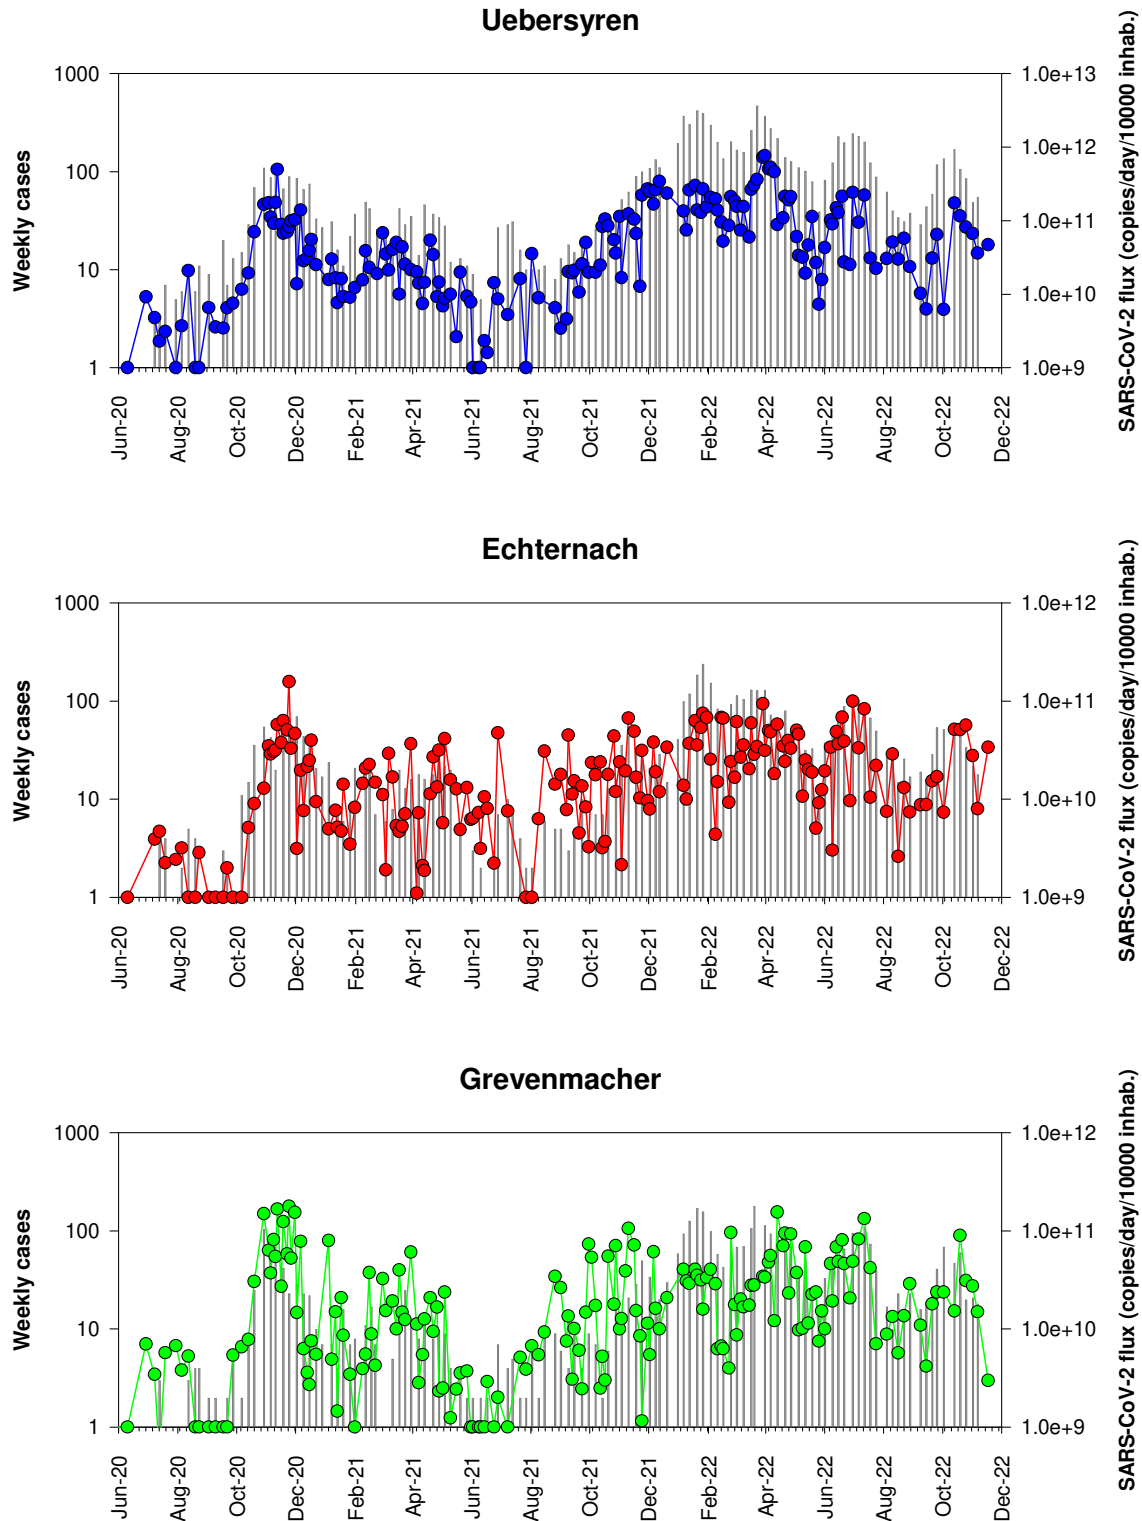 Uebersyren
Weekly cases
1000
100
10
1
1.0e+13
1.0e+12
1.0e+11
1.0e+10
1.0e+9
SARS-CoV-2 flux (copies/day/10000 inhab.)
Jun-20
Aug-20
Oct-20
Dec-20
Feb-21
Apr-21
Jun-21
Aug-21
Oct-21
Dec-21
Feb-22
Apr-22
Jun-22
Aug-22
Oct-22
Dec-22
Echternach
Weekly cases
1000
100
10
1
1.0e+12
1.0e+11
1.0e+10
1.0e+9
SARS-CoV-2 flux (copies/day/10000 inhab.)
Jun-20
Aug-20
Oct-20
Dec-20
Feb-21
Apr-21
Jun-21
Aug-21
Oct-21
Dec-21
Feb-22
Apr-22
Jun-22
Aug-22
Oct-22
Dec-22
Grevenmacher
Weekly cases
1000
100
10
1
1.0e+12
1.0e+11
1.0e+10
1.0e+9
SARS-CoV-2 flux (copies/day/10000 inhab.)
Jun-20
Aug-20
Oct-20
Dec-20
Feb-21
Apr-21
Jun-21
Aug-21
Oct-21
Dec-21
Feb-22
Apr-22
Jun-22
Aug-22
Oct-22
Dec-22